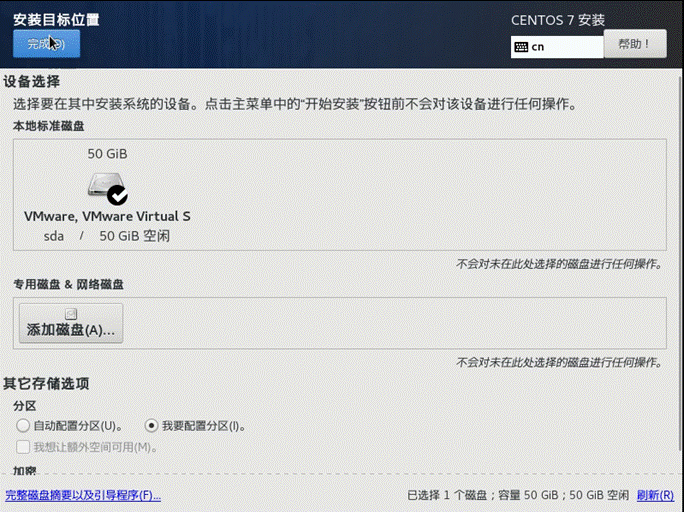 安装目标位置
CENTOS 7 安装
完成(D)
cn
帮助！
设备选择
选择要在其中安装系统的设备。点击主菜单中的“开始安装”按钮前不会对该设备进行任何操作。
本地标准磁盘
50 GiB
VMware, VMware Virtual S
sda / 50 GiB 空闲
不会对未在此处选择的磁盘进行任何操作。
专用磁盘 & 网络磁盘
添加磁盘(A)...
不会对未在此处选择的磁盘进行任何操作。
其它存储选项
分区
自动配置分区(U)。 我要配置分区(I)。
我想让额外空间可用(M)。
加密
完整磁盘摘要以及引导程序(F)...
已选择 1 个磁盘；容量 50 GiB；50 GiB 空闲 刷新(R)